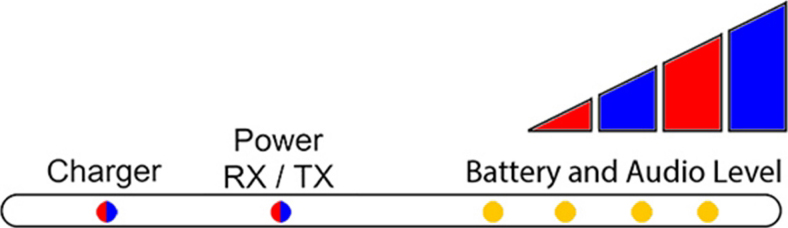 Charger
Power
RX / TX
Battery and Audio Level